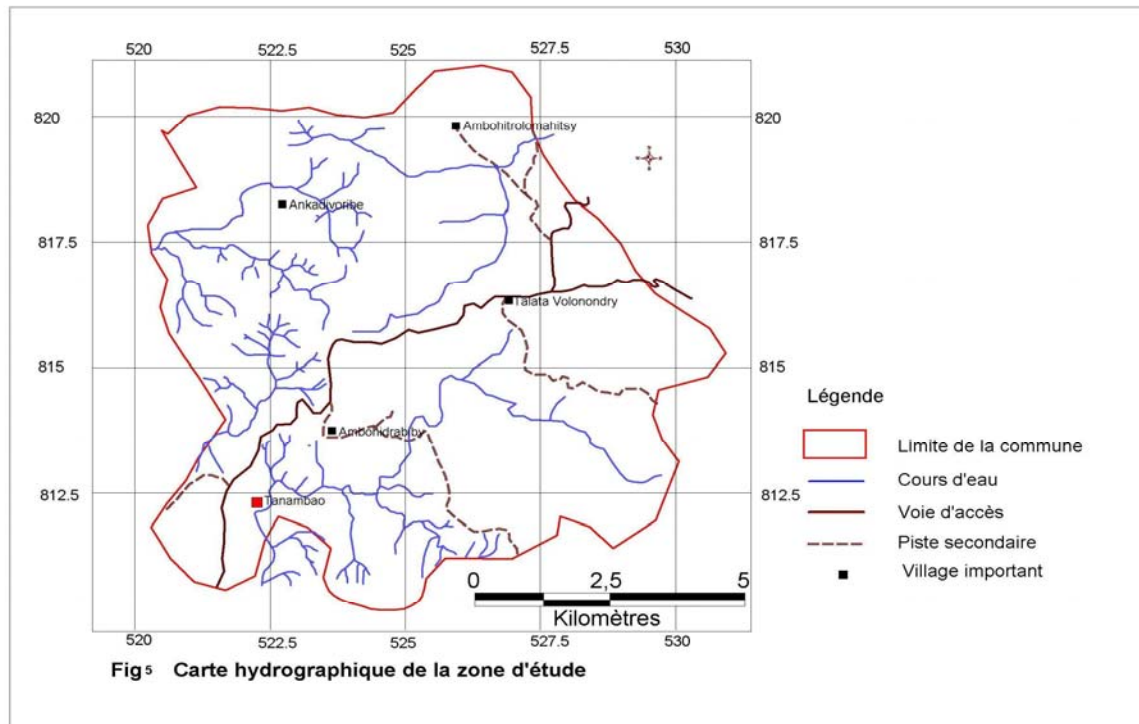 520 522.5 525 527.5 530
820 820
Ambohitrolomahitsy
Ankadivoribe
817.5 817.5
Talata Volonondry
815 815
Légende
Limite de la commune
Ambohidrabiby
Cours d'eau
812.5 812.5
Tanambao
Voie d'accès
Piste secondaire
Village important
0 2,5 5
Kilomètres
520 522.5 525 527.5 530
Fig5 Carte hydrographique de la zone d'étude